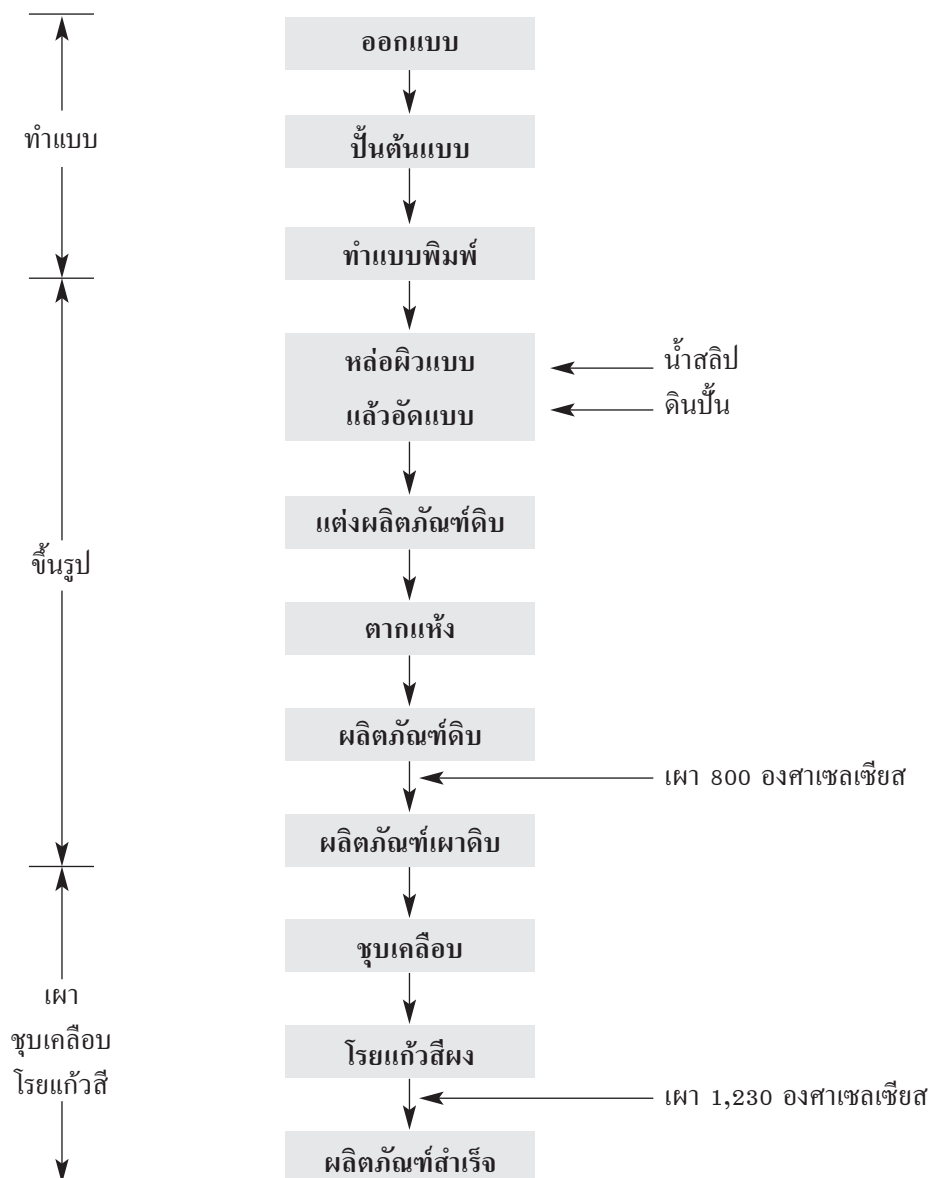 ออกแบบ
ทำแบบ
ปั้นต้นแบบ
ทำแบบพิมพ์
หล่อผิวแบบ
น้ำสลิป
แล้วอัดแบบ
ดินปั้น
แต่งผลิตภัณฑ์ดิบ
ขึ้นรูป
ตากแห้ง
ผลิตภัณฑ์ดิบ
เผา 800 องศาเซลเซียส
ผลิตภัณฑ์เผาดิบ
ชุบเคลือบ
เผา
ชุบเคลือบ
โรยแก้วสี
โรยแก้วสีผง
เผา 1,230 องศาเซลเซียส
ผลิตภัณฑ์สำเร็จ